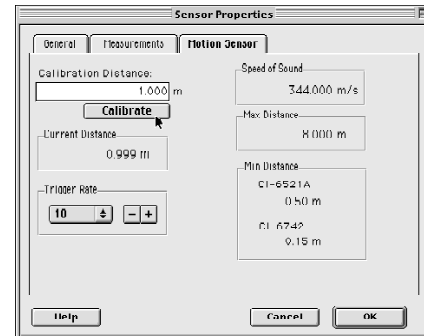 Sensor Properties
General Measurements Motion Sensor
Calibration Distance:
1.000 m
Calibrate
Current Distance
0.999 m
Trigger Rate
10 - +
Speed of Sound
344.000 m/s
Max Distance
8.000 m
Min Distance
CI-6521A
0.50 m
CI-6742
0.15 m
Help Cancel OK